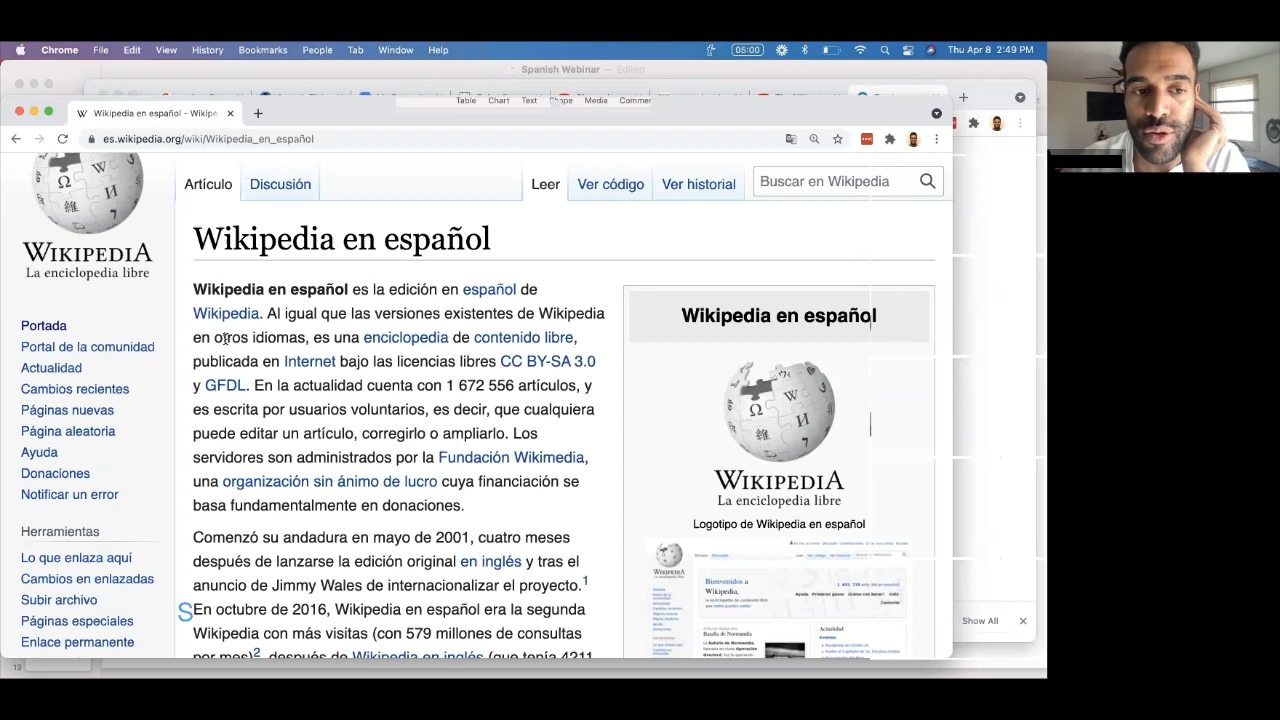 Chrome File Edit View History Bookmarks People Tab Window Help 05:00 Thu Apr 8 2:49 PM
Spanish Webinar — Edited
Table Chart Text Shape Media
W Wikipedia en español - Wikipe
es.wikipedia.org/wiki/Wikipedia_en_español
WIKIPEDIA
La enciclopedia libre
Portada
Portal de la comunidad
Actualidad
Cambios recientes
Páginas nuevas
Página aleatoria
Ayuda
Donaciones
Notificar un error
Herramientas
Lo que enlaza aquí
Cambios en enlazadas
Subir archivo
Páginas especiales
Enlace permanente
Artículo Discusión Leer Ver código Ver historial Buscar en Wikipedia
Wikipedia en español
Wikipedia en español es la edición en español de
Wikipedia. Al igual que las versiones existentes de Wikipedia
en otros idiomas, es una enciclopedia de contenido libre,
publicada en Internet bajo las licencias libres CC BY-SA 3.0
y GFDL. En la actualidad cuenta con 1 672 556 artículos, y
es escrita por usuarios voluntarios, es decir, que cualquiera
puede editar un artículo, corregirlo o ampliarlo. Los
servidores son administrados por la Fundación Wikimedia,
una organización sin ánimo de lucro cuya financiación se
basa fundamentalmente en donaciones.
Comenzó su andadura en mayo de 2001, cuatro meses
después de lanzarse la edición original en inglés y tras el
anuncio de Jimmy Wales de internacionalizar el proyecto.1
En octubre de 2016, Wikipedia en español era la segunda
Wikipedia con más visitas (con 579 millones de consultas
Wikipedia en español
WIKIPEDIA
La enciclopedia libre
Logotipo de Wikipedia en español
Bienvenidos a
Wikipedia,
Actualidad
Show All
13